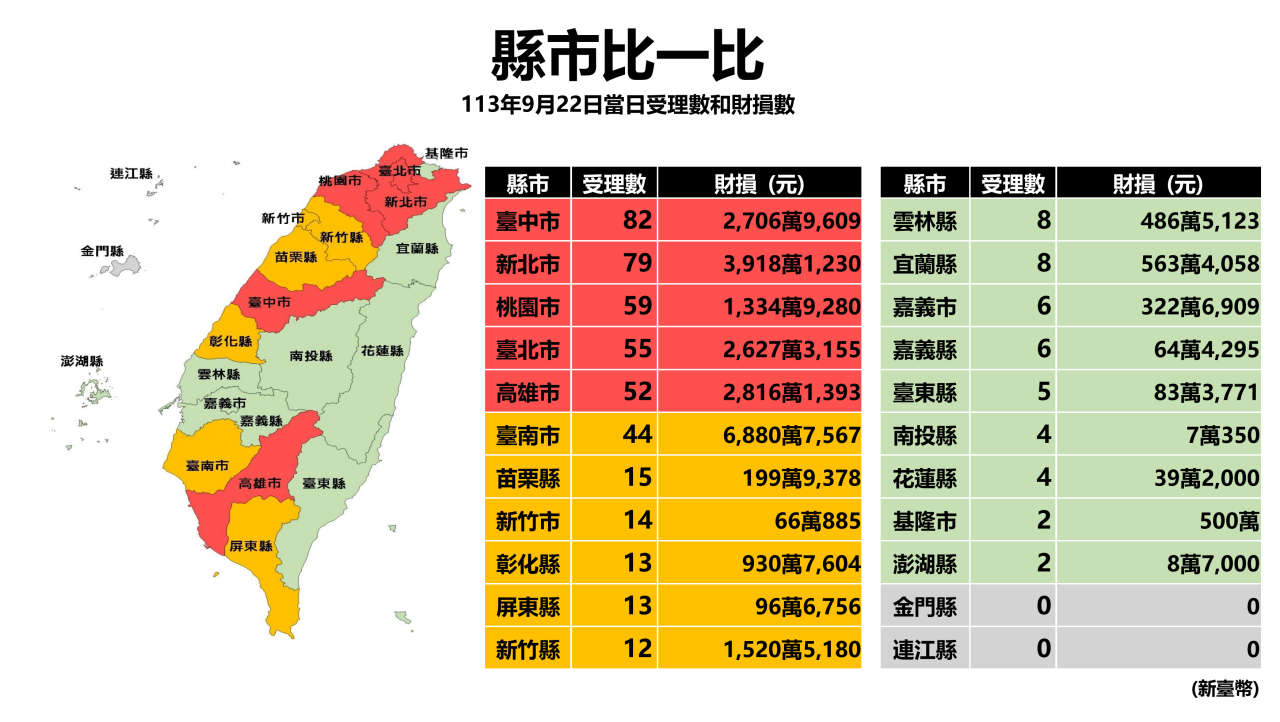 縣市比一比
113年9月22日當日受理數和財損數
基隆市
連江縣
臺北市
桃園市
新北市
新竹市
新竹縣
金門縣
苗栗縣
宜蘭縣
臺中市
彰化縣
南投縣
花蓮縣
澎湖縣
雲林縣
嘉義市
嘉義縣
臺南市
高雄市
臺東縣
屏東縣
縣市 受理數 財損 (元)
臺中市 82 2,706萬9,609
新北市 79 3,918萬1,230
桃園市 59 1,334萬9,280
臺北市 55 2,627萬3,155
高雄市 52 2,816萬1,393
臺南市 44 6,880萬7,567
苗栗縣 15 199萬9,378
新竹市 14 66萬885
彰化縣 13 930萬7,604
屏東縣 13 96萬6,756
新竹縣 12 1,520萬5,180
縣市 受理數 財損 (元)
雲林縣 8 486萬5,123
宜蘭縣 8 563萬4,058
嘉義市 6 322萬6,909
嘉義縣 6 64萬4,295
臺東縣 5 83萬3,771
南投縣 4 7萬350
花蓮縣 4 39萬2,000
基隆市 2 500萬
澎湖縣 2 8萬7,000
金門縣 0 0
連江縣 0 0
(新臺幣)